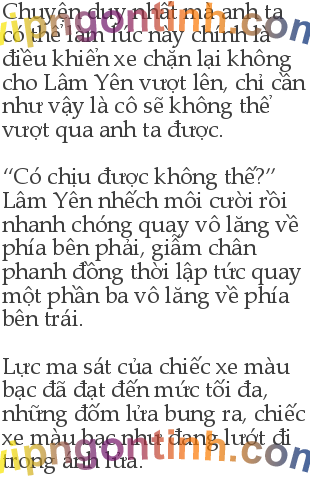 Chuyện duy nhất mà anh ta
có thể làm lúc này chính là
điều khiển xe chặn lại không
cho Lâm Yên vượt lên, chỉ cần
như vậy là cô sẽ không thể
vượt qua anh ta được.
“Có chịu được không thế?”
Lâm Yên nhếch môi cười rồi
nhanh chóng quay vô lăng về
phía bên phải, giẫm chân
phanh đồng thời lập tức quay
một phần ba vô lăng về phía
bên trái.
Lực ma sát của chiếc xe màu
bạc đã đạt đến mức tối đa,
những đốm lửa bung ra, chiếc
xe màu bạc như đang lướt đi
trong ánh lửa.
vipngontinh.com
vipngontinh.com